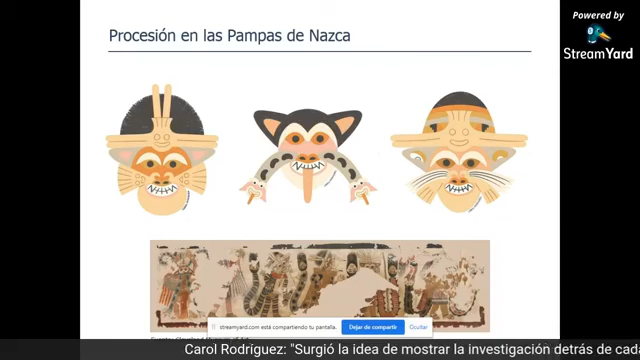 Powered by
StreamYard
Procesión en las Pampas de Nazca
streamyard.com está compartiendo tu pantalla.
Dejar de compartir
Ocultar
Carol Rodríguez: "Surgió la idea de mostrar la investigación detrás de cada